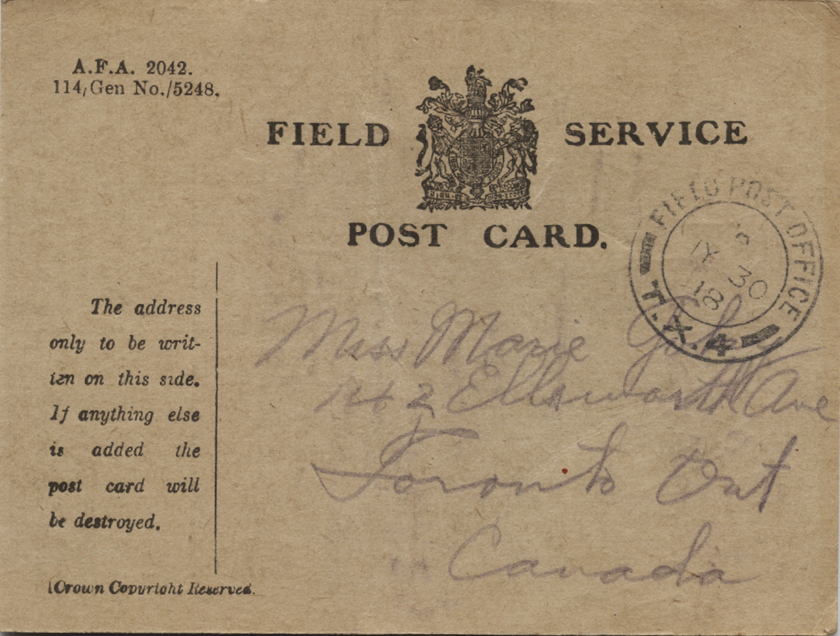 A.F.A. 2042.
114/Gen No./5248.
FIELD SERVICE
POST CARD.
FIELD POST OFFICE
30
18
T.X.4
The address
only to be writ-
ten on this side.
If anything else
is added the
post card will
be destroyed.
(Crown Copyright Reserved.
Miss Marie
142 Ellsworth Ave
Toronto Ont
Canada